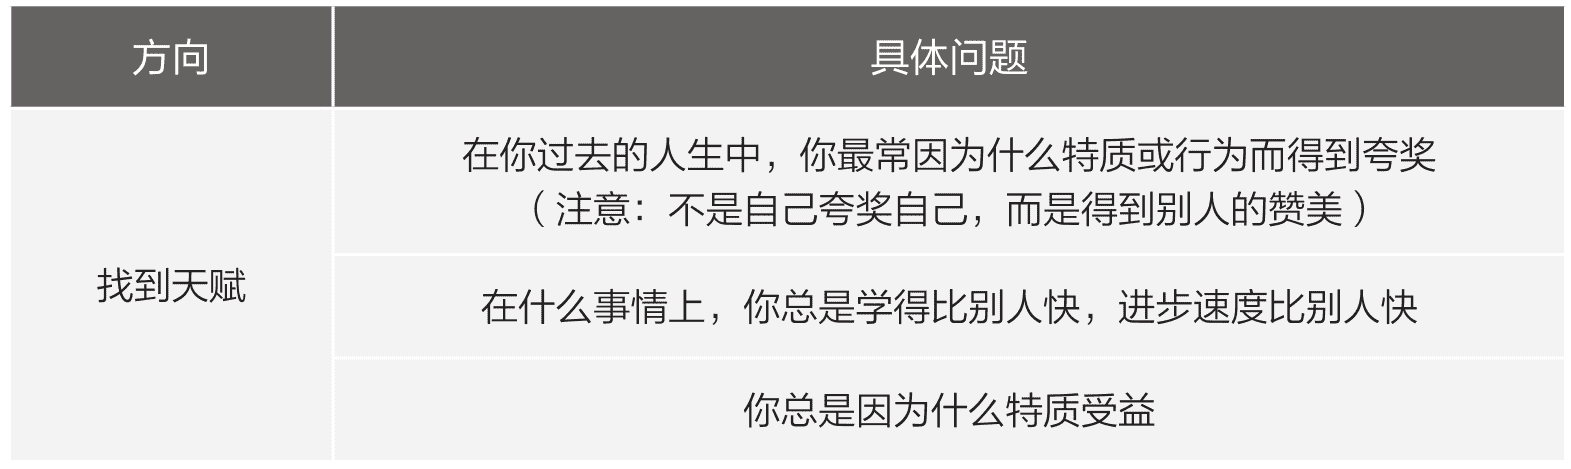 方向
具体问题
找到天赋
在你过去的人生中，你最常因为什么特质或行为而得到夸奖
（注意：不是自己夸奖自己，而是得到别人的赞美）
在什么事情上，你总是学得比别人快，进步速度比别人快
你总是因为什么特质受益